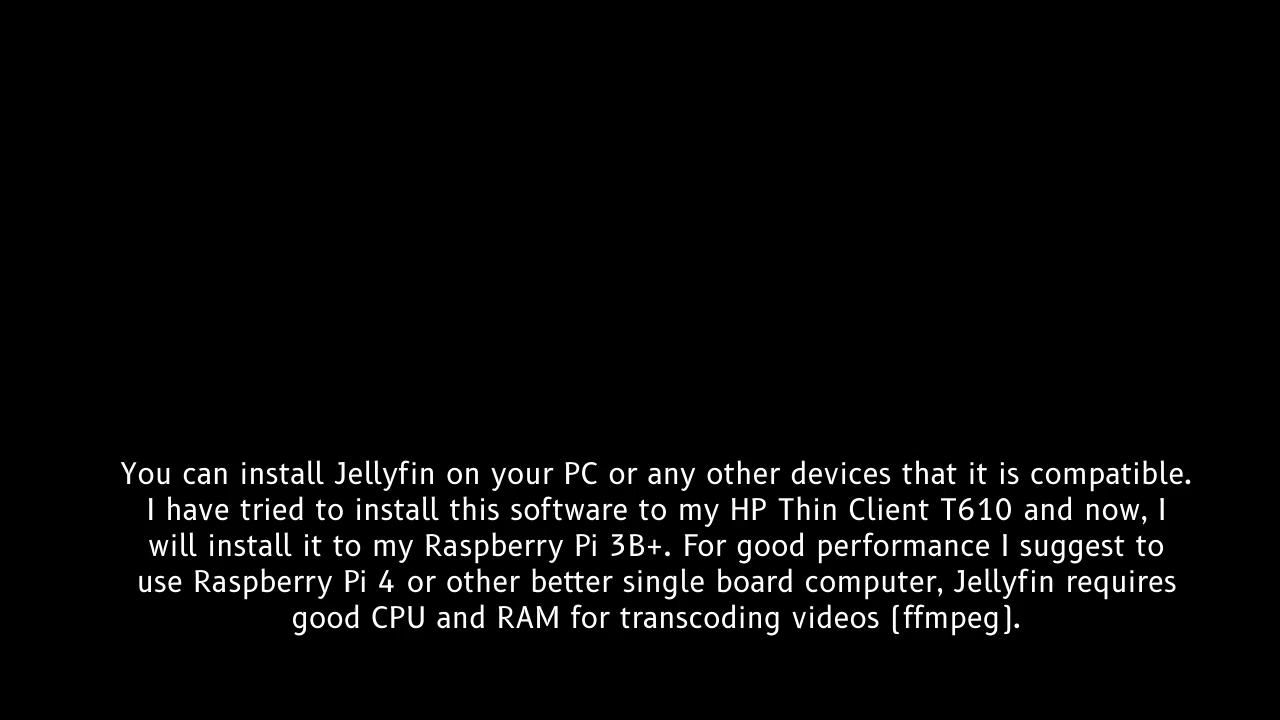 You can install Jellyfin on your PC or any other devices that it is compatible.
I have tried to install this software to my HP Thin Client T610 and now, I
will install it to my Raspberry Pi 3B+. For good performance I suggest to
use Raspberry Pi 4 or other better single board computer, Jellyfin requires
good CPU and RAM for transcoding videos (ffmpeg).